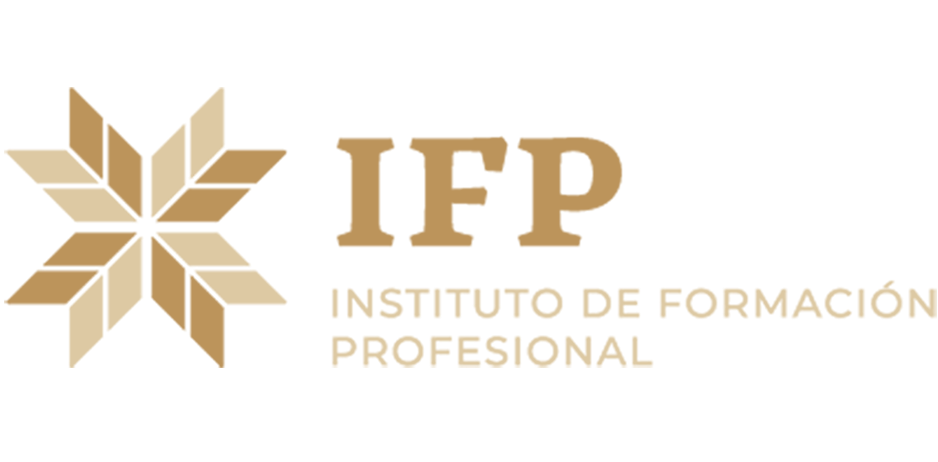 IFP
INSTITUTO DE FORMACIÓN
PROFESIONAL